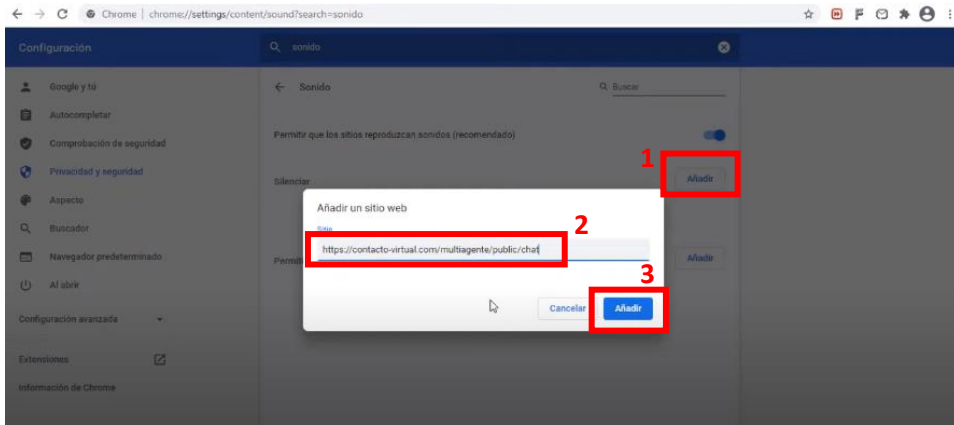 Chrome | chrome://settings/content/sound?search=sonido
Configuración
sonido
Google y tú
Autocompletar
Comprobación de seguridad
Privacidad y seguridad
Aspecto
Buscador
Navegador predeterminado
Al abrir
Configuración avanzada
Extensiones
Información de Chrome
Sonido
Buscar
Permitir que los sitios reproduzcan sonidos (recomendado)
1
Silenciar
Añadir
Añadir un sitio web
2
Sitio
https://contacto-virtual.com/multiagente/public/chat
Permiti
Añadir
3
Cancelar
Añadir